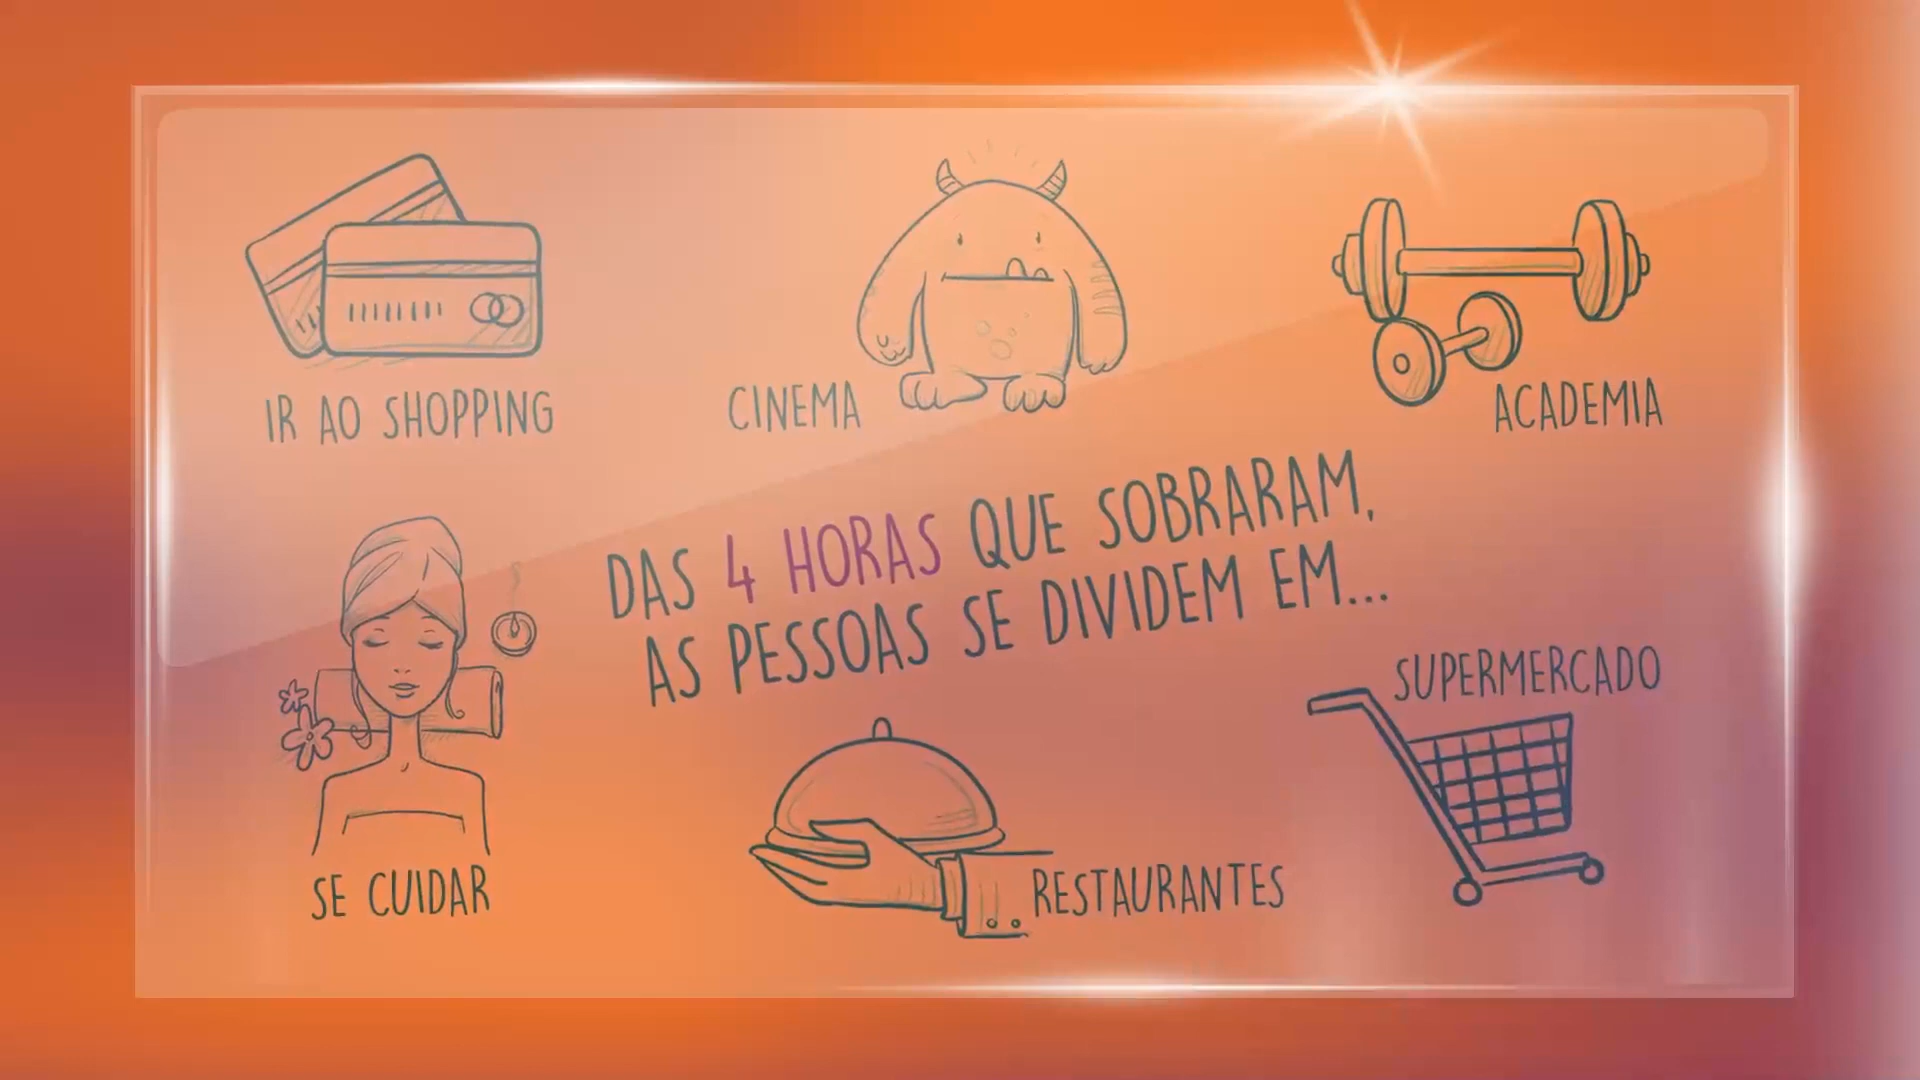 IR AO SHOPPING
CINEMA
ACADEMIA
DAS 4 HORAS QUE SOBRARAM,
AS PESSOAS SE DIVIDEM EM...
SUPERMERCADO
SE CUIDAR
RESTAURANTES